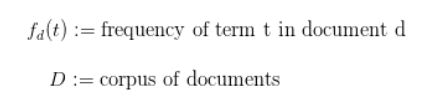 f_d(t) := frequency of term t in document d
D := corpus of documents